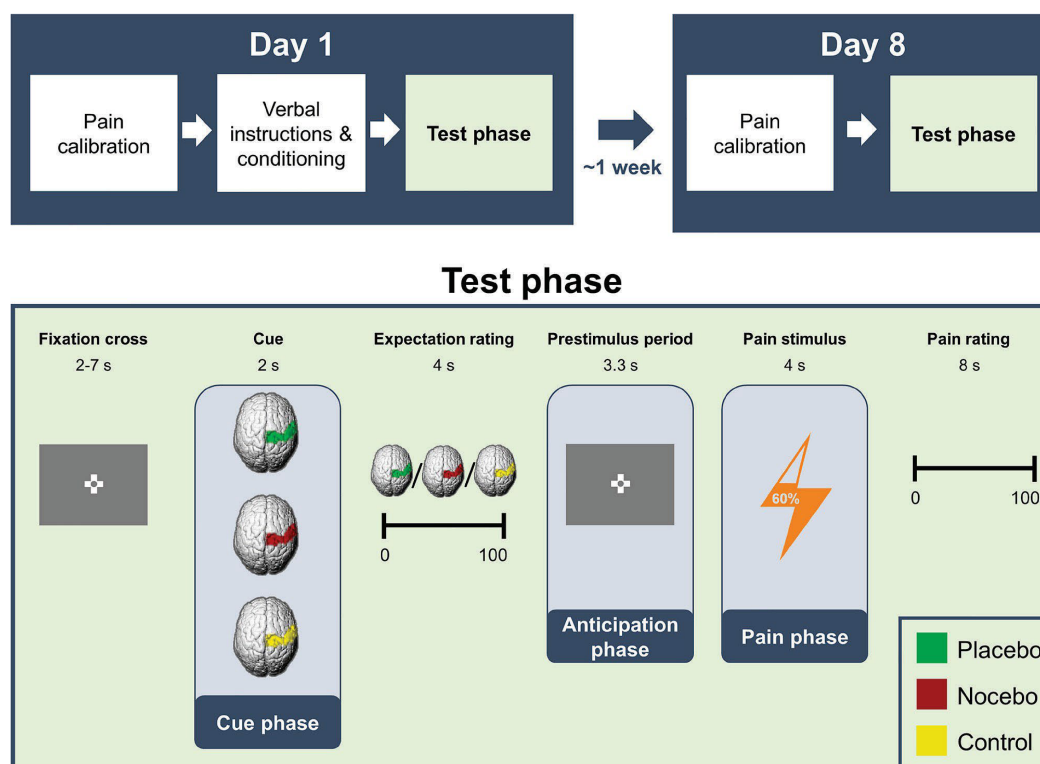 Day 1
Pain
calibration
Verbal
instructions &
conditioning
Test phase
~1 week
Day 8
Pain
calibration
Test phase
Test phase
Fixation cross
2-7 s
Cue
2 s
Expectation rating
4 s
Prestimulus period
3.3 s
Pain stimulus
4 s
Pain rating
8 s
/ /
0 100
60%
0 100
Cue phase
Anticipation
phase
Pain phase
Placebo
Nocebo
Control